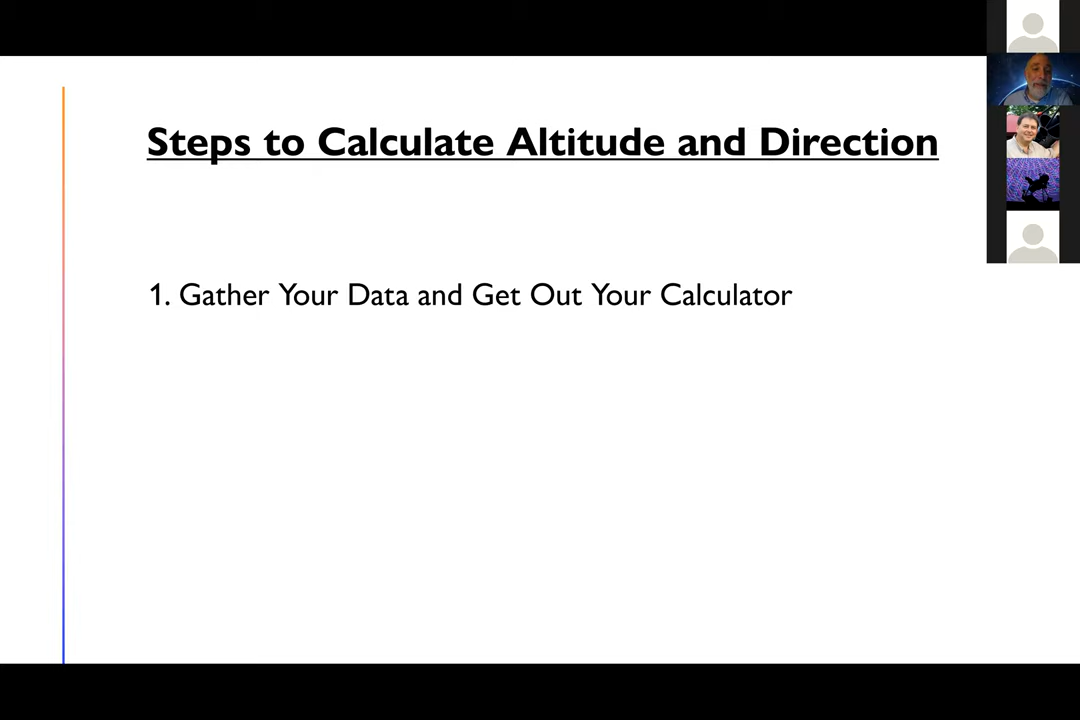 Steps to Calculate Altitude and Direction
1. Gather Your Data and Get Out Your Calculator